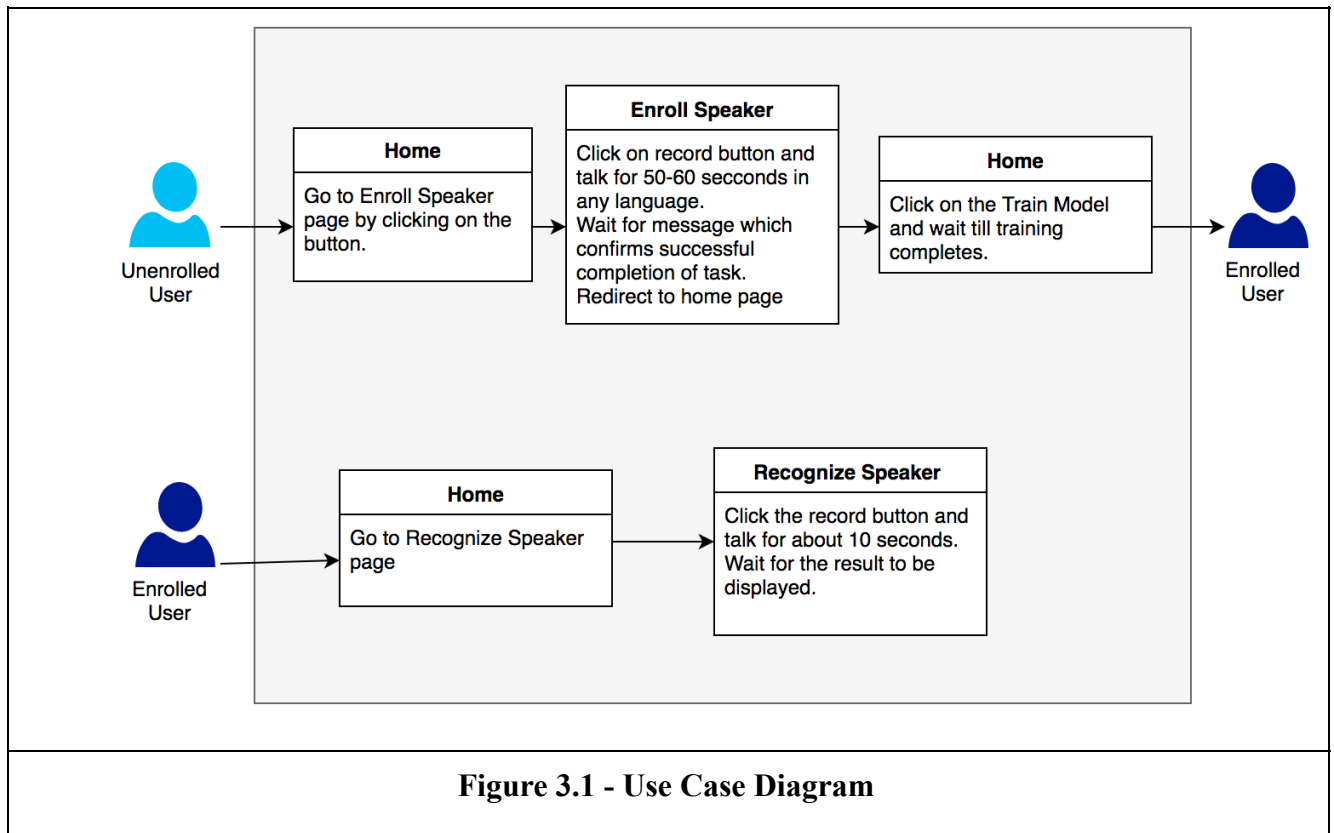 Unenrolled
User
Home
Go to Enroll Speaker
page by clicking on the
button.
Enroll Speaker
Click on record button and
talk for 50-60 secconds in
any language.
Wait for message which
confirms successful
completion of task.
Redirect to home page
Home
Click on the Train Model
and wait till training
completes.
Enrolled
User
Enrolled
User
Home
Go to Recognize Speaker
page
Recognize Speaker
Click the record button and
talk for about 10 seconds.
Wait for the result to be
displayed.
Figure 3.1 - Use Case Diagram